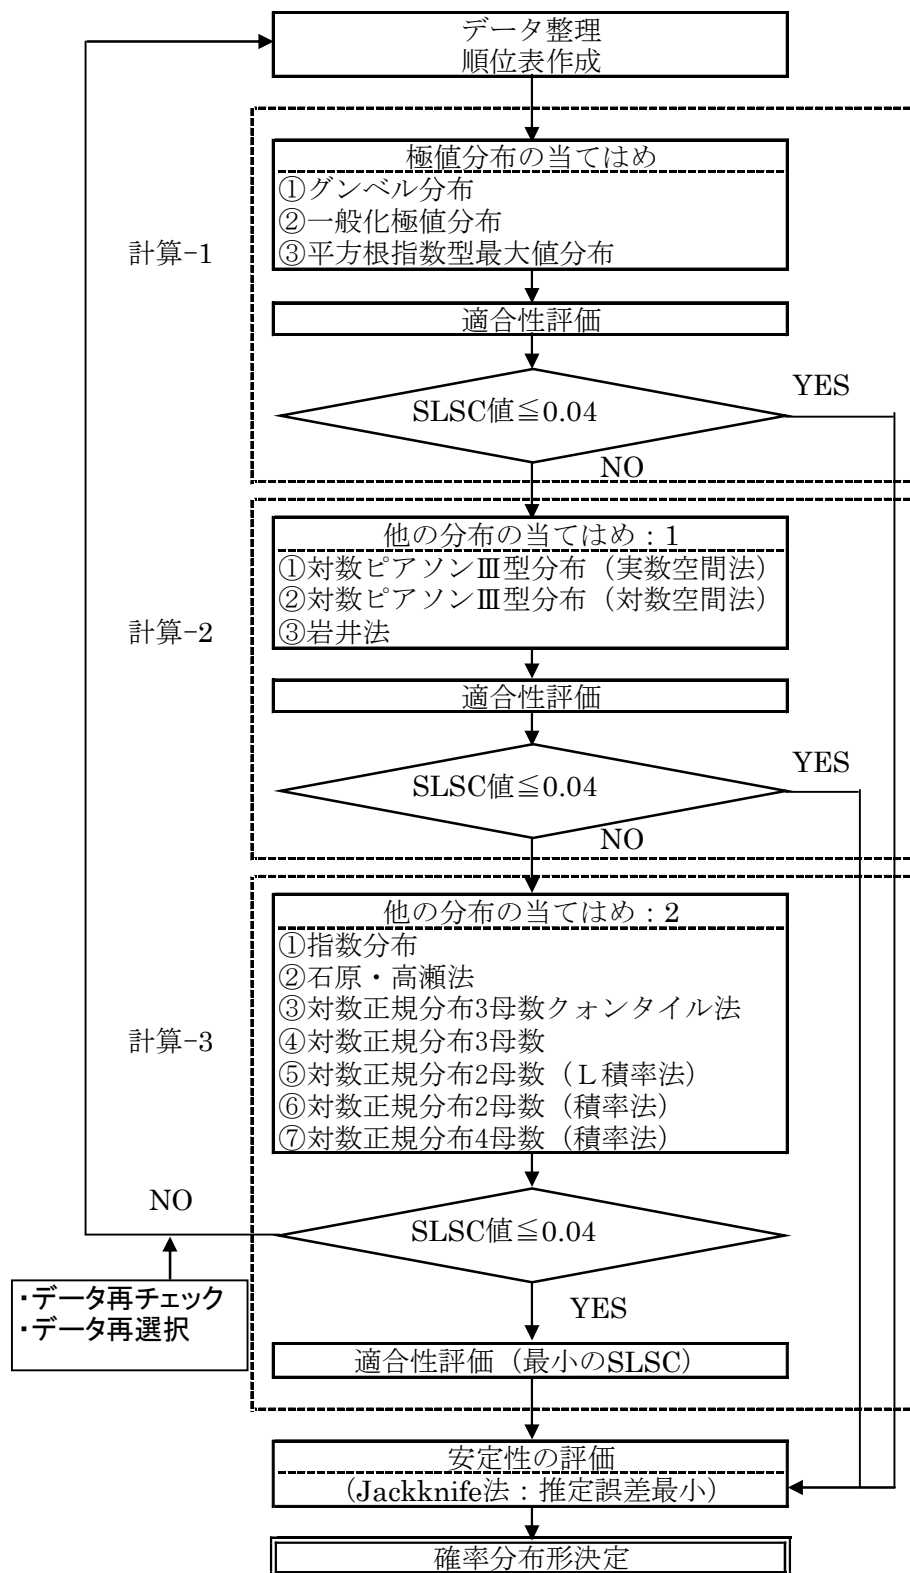 データ整理
順位表作成
計算-1
極値分布の当てはめ
①グンベル分布
②一般化極値分布
③平方根指数型最大値分布
適合性評価
SLSC値≦0.04
YES
NO
計算-2
他の分布の当てはめ：1
①対数ピアソンⅢ型分布（実数空間法）
②対数ピアソンⅢ型分布（対数空間法）
③岩井法
適合性評価
SLSC値≦0.04
YES
NO
計算-3
他の分布の当てはめ：2
①指数分布
②石原・高瀬法
③対数正規分布3母数クォンタイル法
④対数正規分布3母数
⑤対数正規分布2母数（Ｌ積率法）
⑥対数正規分布2母数（積率法）
⑦対数正規分布4母数（積率法）
NO
SLSC値≦0.04
・データ再チェック
・データ再選択
YES
適合性評価（最小のSLSC）
安定性の評価
（Jackknife法：推定誤差最小）
確率分布形決定